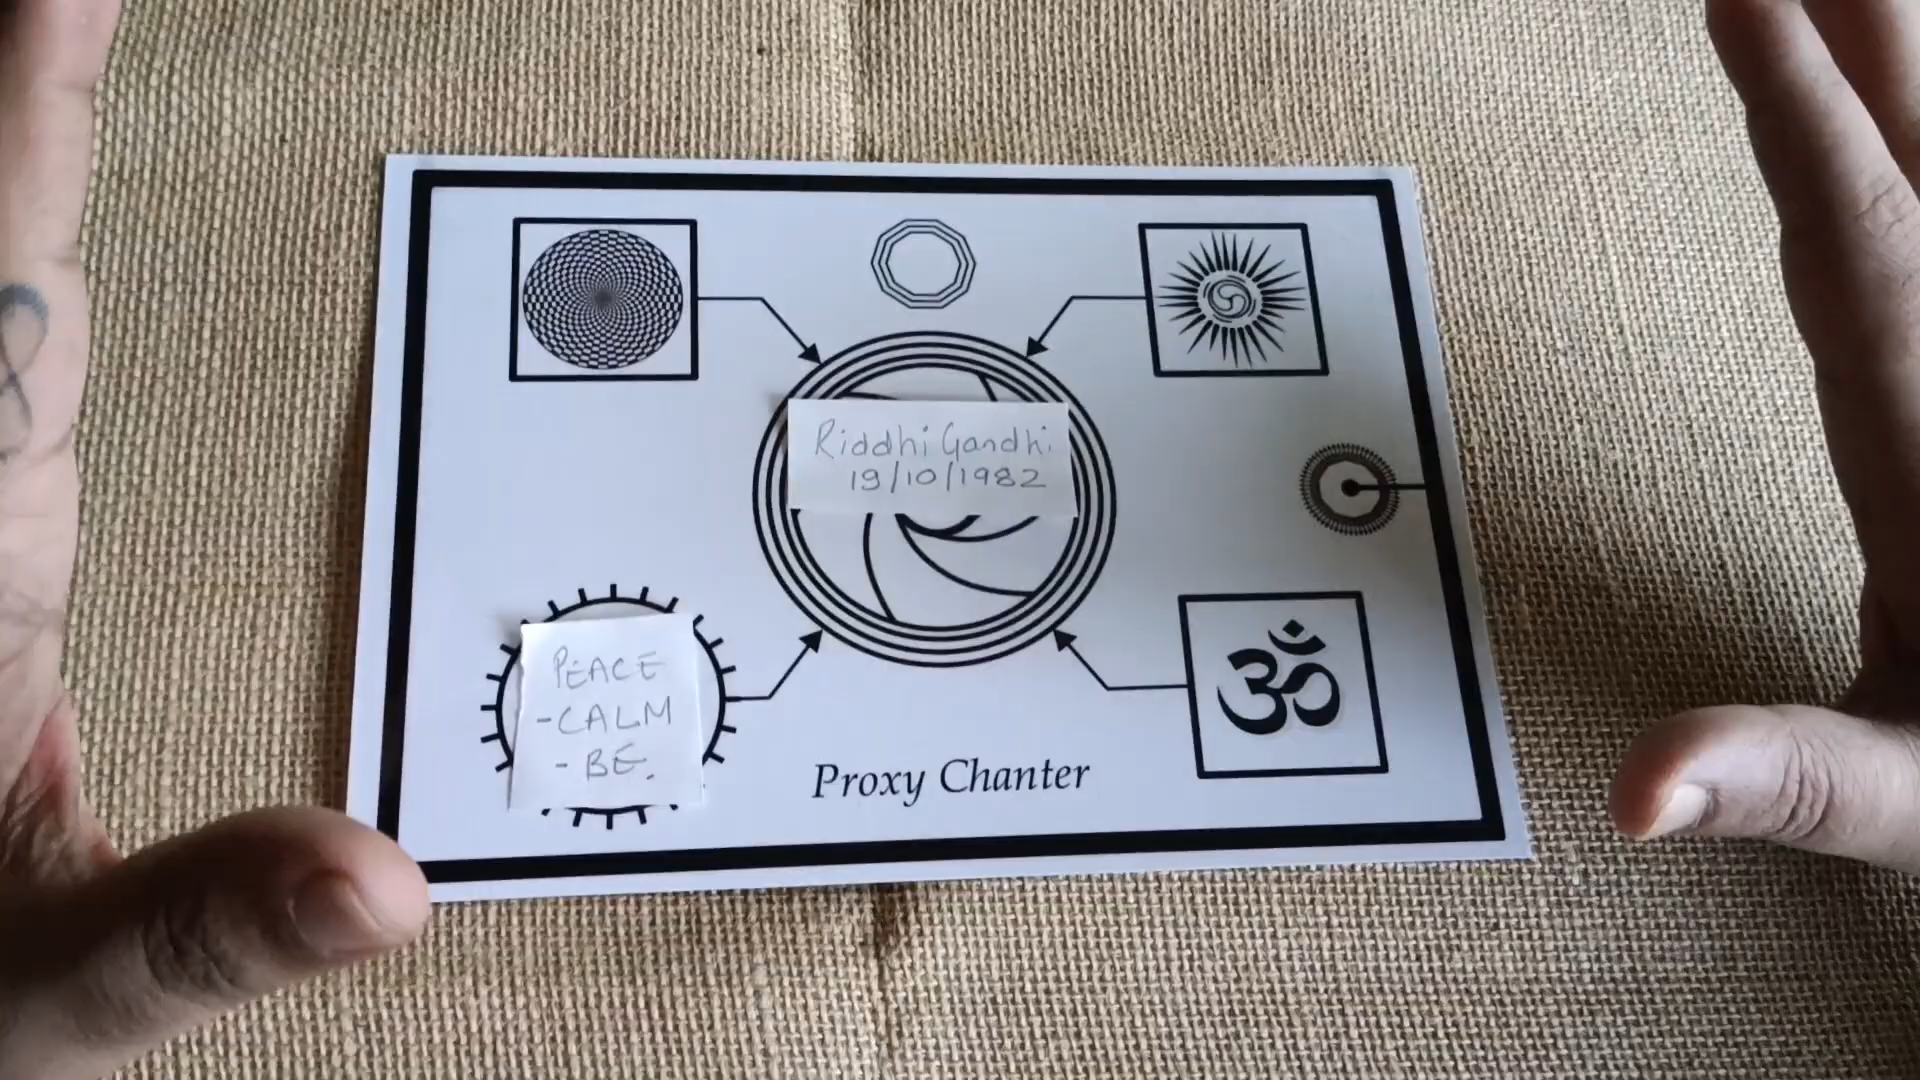 Riddhi Gandhi
19/10/1982
PEACE
-CALM
- BE.
ॐ
Proxy Chanter